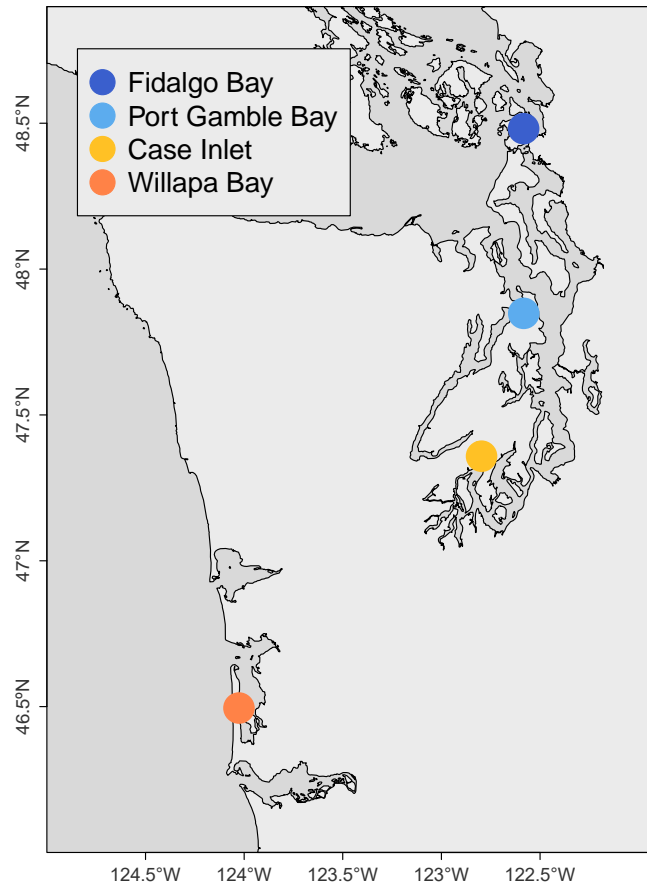 Fidalgo Bay
Port Gamble Bay
Case Inlet
Willapa Bay
48.5°N
48°N
47.5°N
47°N
46.5°N
124.5°W
124°W
123.5°W
123°W
122.5°W